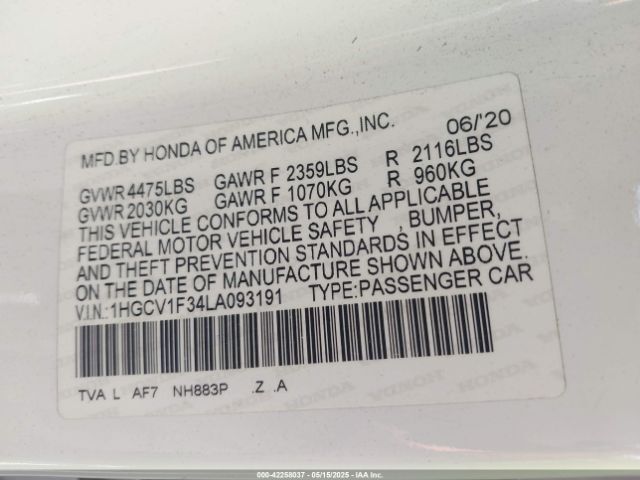 MFD.BY HONDA OF AMERICA MFG.,INC. 06/'20
GVWR 4475LBS GAWR F 2359LBS R 2116LBS
GVWR 2030KG GAWR F 1070KG R 960KG
THIS VEHICLE CONFORMS TO ALL APPLICABLE
FEDERAL MOTOR VEHICLE SAFETY , BUMPER,
AND THEFT PREVENTION STANDARDS IN EFFECT
ON THE DATE OF MANUFACTURE SHOWN ABOVE.
V.I.N.:1HGCV1F34LA093191 TYPE:PASSENGER CAR
TVA L AF7 NH883P .Z .A
HONDA HONDA HONDA
000-42258037 - 05/15/2025 - IAA Inc.